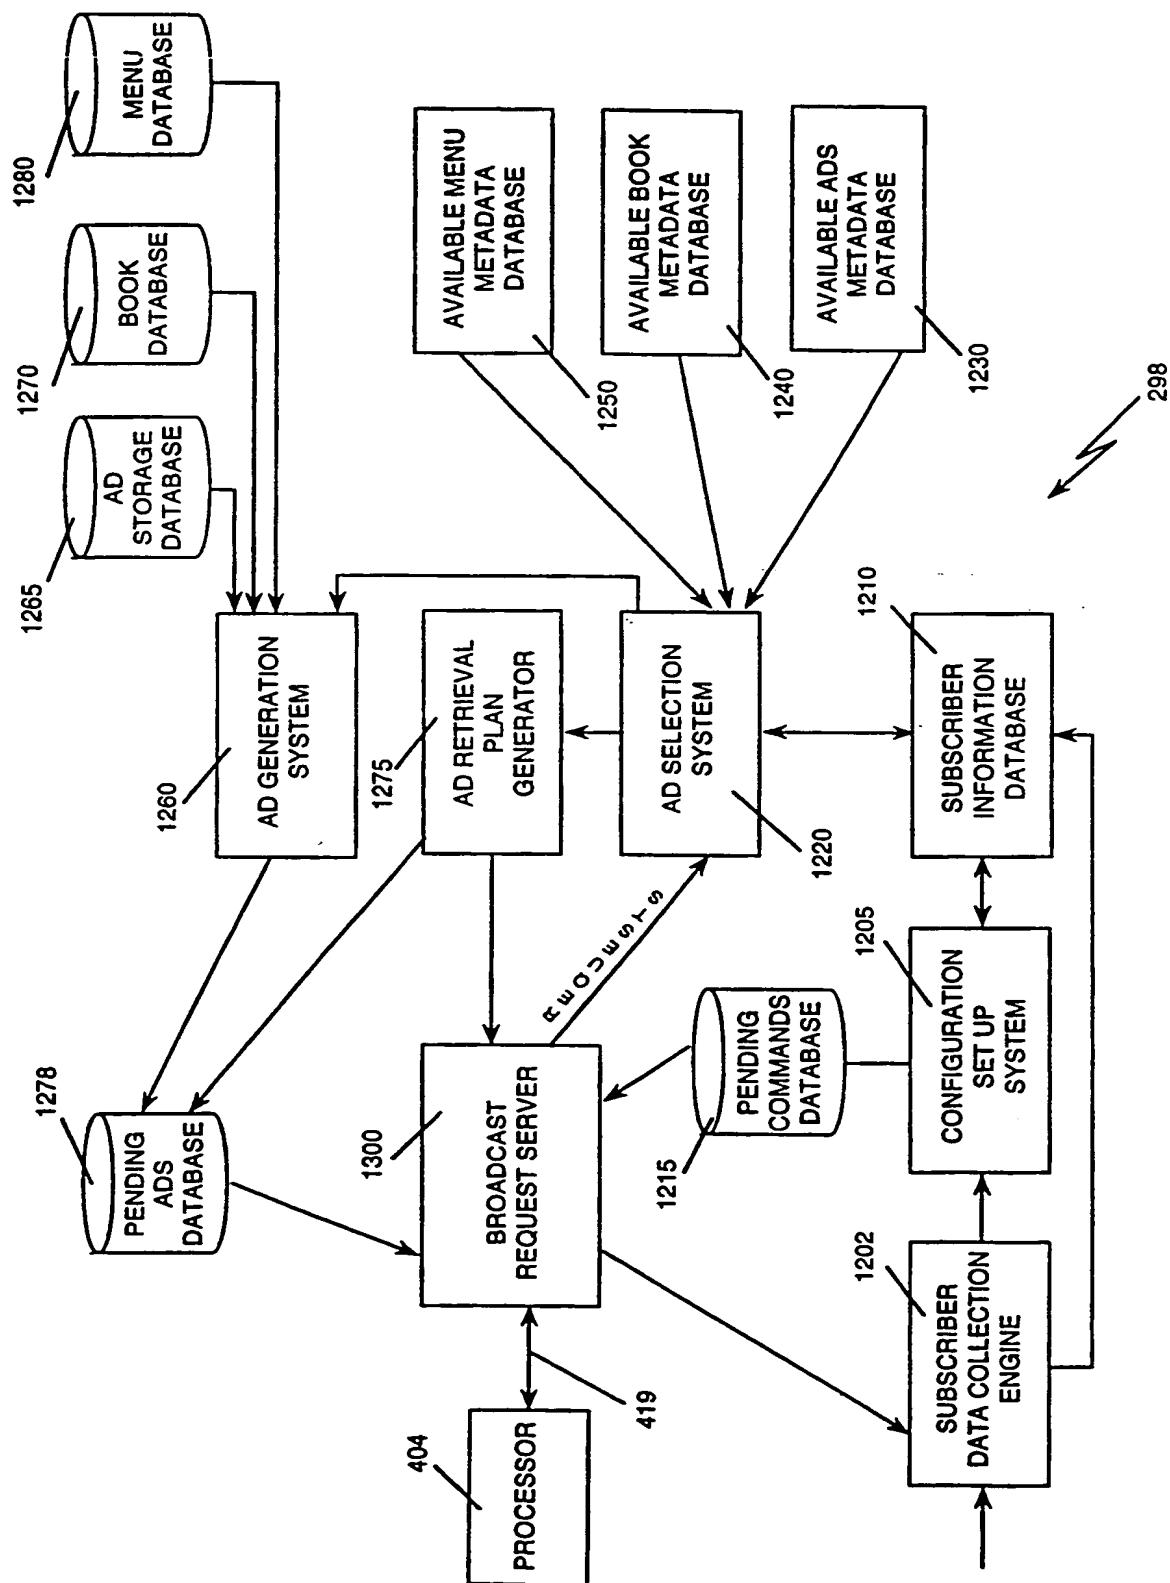 1280
MENU
DATABASE
1270
BOOK
DATABASE
1265
AD
STORAGE
DATABASE
1260
AD GENERATION
SYSTEM
1278
PENDING
ADS
DATABASE
AVAILABLE MENU
METADATA
DATABASE
1250
1275
AD RETRIEVAL
PLAN
GENERATOR
1300
BROADCAST
REQUEST SERVER
404
PROCESSOR
419
AVAILABLE BOOK
METADATA
DATABASE
1240
AD SELECTION
SYSTEM
1220
REQUESTS
AVAILABLE ADS
METADATA
DATABASE
1230
PENDING
COMMANDS
DATABASE
1215
1210
SUBSCRIBER
INFORMATION
DATABASE
1205
CONFIGURATION
SET UP
SYSTEM
1202
SUBSCRIBER
DATA COLLECTION
ENGINE
298